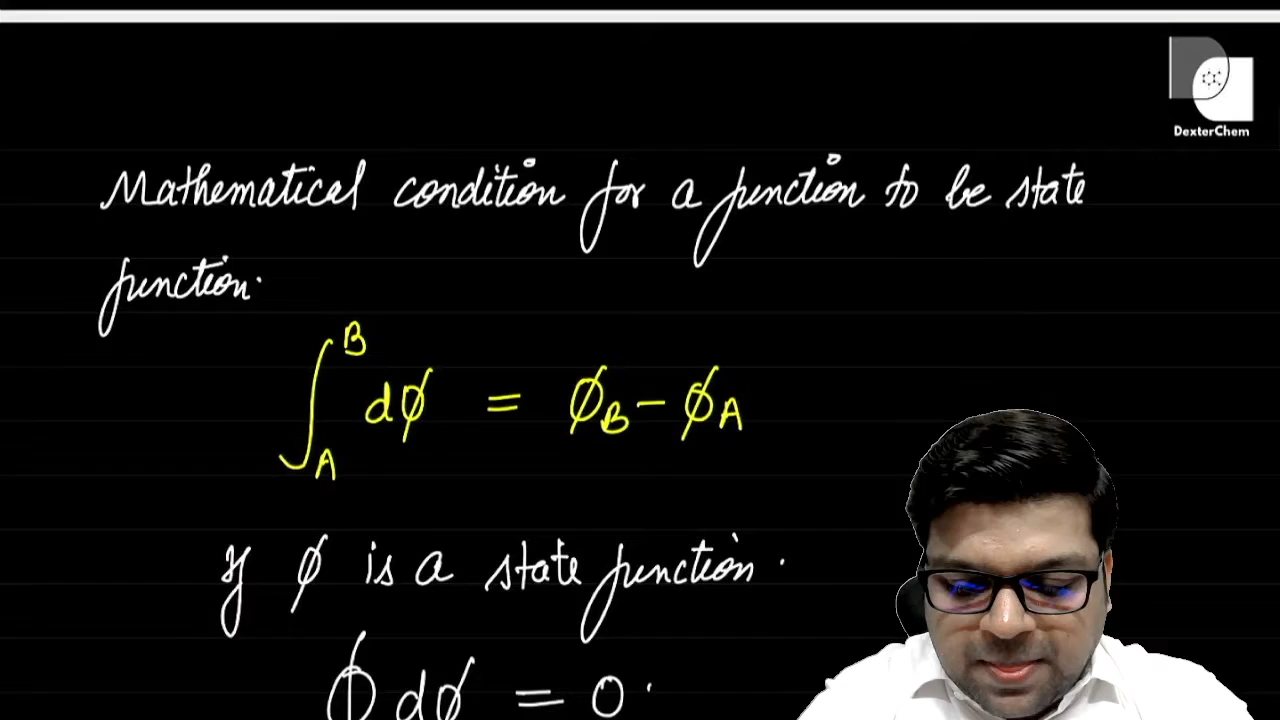 DexterChem
Mathematical condition for a function to be state
function.
∫_A^B dϕ = ϕ_B - ϕ_A
If ϕ is a state function.
∮ dϕ = 0.